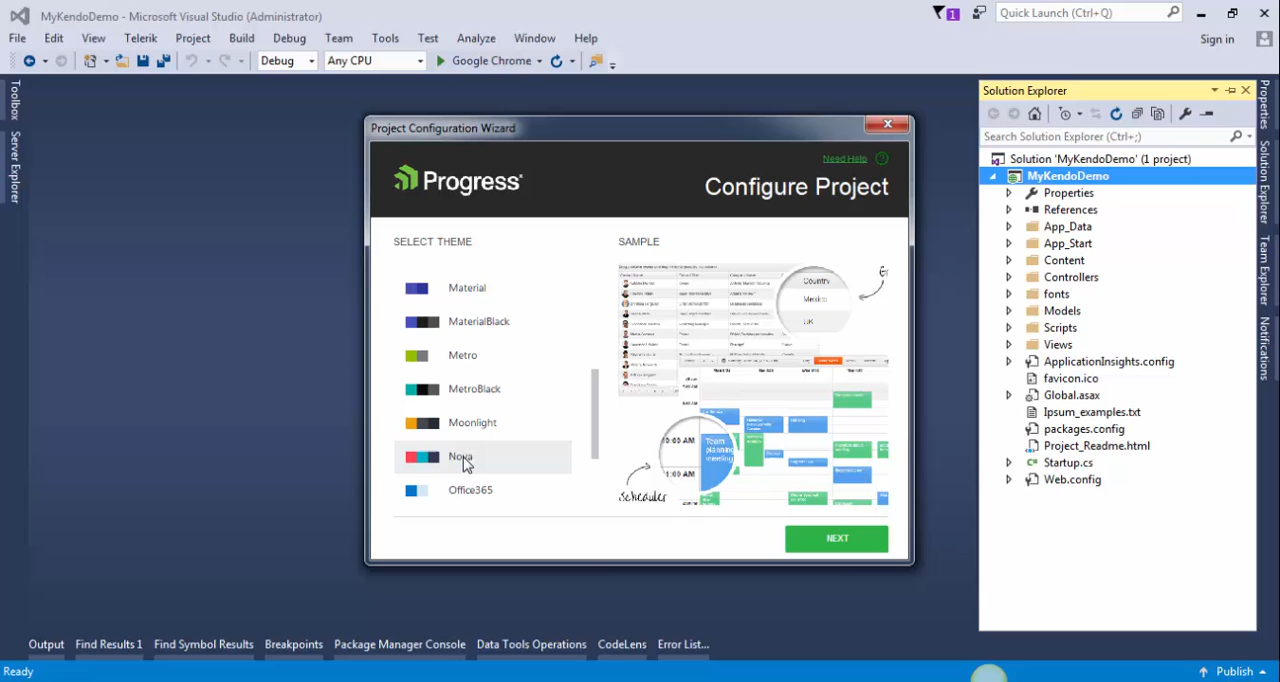 MyKendoDemo - Microsoft Visual Studio (Administrator)
1
Quick Launch (Ctrl+Q)
File Edit View Telerik Project Build Debug Team Tools Test Analyze Window Help
Sign in
Debug Any CPU Google Chrome
Toolbox
Server Explorer
Project Configuration Wizard
Need Help ?
Progress
Configure Project
SELECT THEME
Material
MaterialBlack
Metro
MetroBlack
Moonlight
Nova
Office365
SAMPLE
Country
Mexico
UK
10:00 AM
Team
planning
meeting
1:00 AM
Scheduler
NEXT
Solution Explorer
Search Solution Explorer (Ctrl+;)
Solution 'MyKendoDemo' (1 project)
MyKendoDemo
Properties
References
App_Data
App_Start
Content
Controllers
fonts
Models
Scripts
Views
ApplicationInsights.config
favicon.ico
Global.asax
Ipsum_examples.txt
packages.config
Project_Readme.html
Startup.cs
Web.config
Properties
Solution Explorer
Team Explorer
Notifications
Output Find Results 1 Find Symbol Results Breakpoints Package Manager Console Data Tools Operations CodeLens Error List...
Ready
Publish